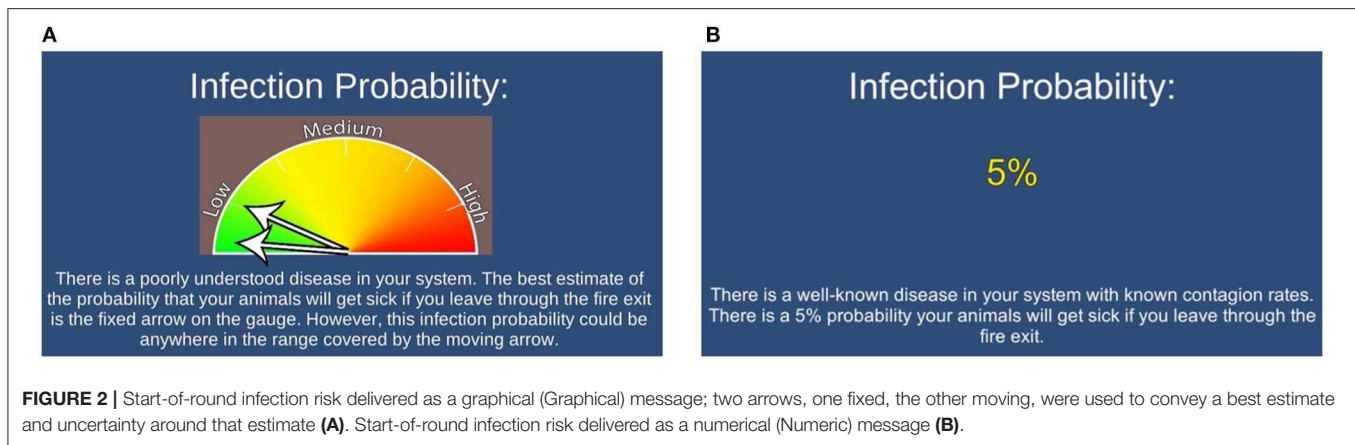 A
Infection Probability:
Medium
Low
High
There is a poorly understood disease in your system. The best estimate of
the probability that your animals will get sick if you leave through the fire exit
is the fixed arrow on the gauge. However, this infection probability could be
anywhere in the range covered by the moving arrow.
B
Infection Probability:
5%
There is a well-known disease in your system with known contagion rates.
There is a 5% probability your animals will get sick if you leave through the
fire exit.
FIGURE 2 | Start-of-round infection risk delivered as a graphical (Graphical) message; two arrows, one fixed, the other moving, were used to convey a best estimate
and uncertainty around that estimate (A). Start-of-round infection risk delivered as a numerical (Numeric) message (B).